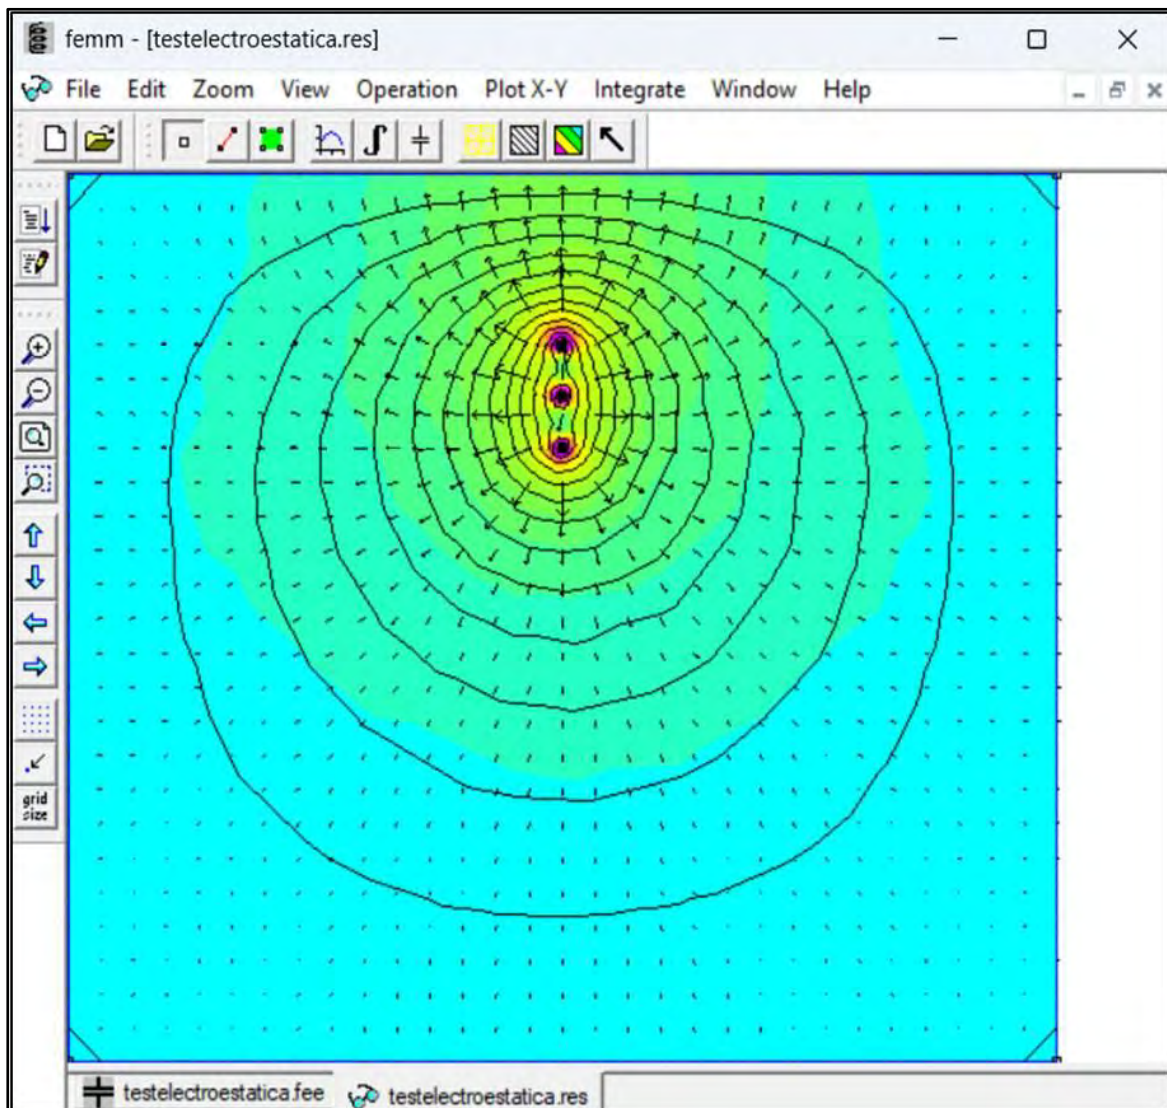 femm - [testelectroestatica.res]
File Edit Zoom View Operation Plot X-Y Integrate Window Help
grid
size
testelectroestatica.fee testelectroestatica.res